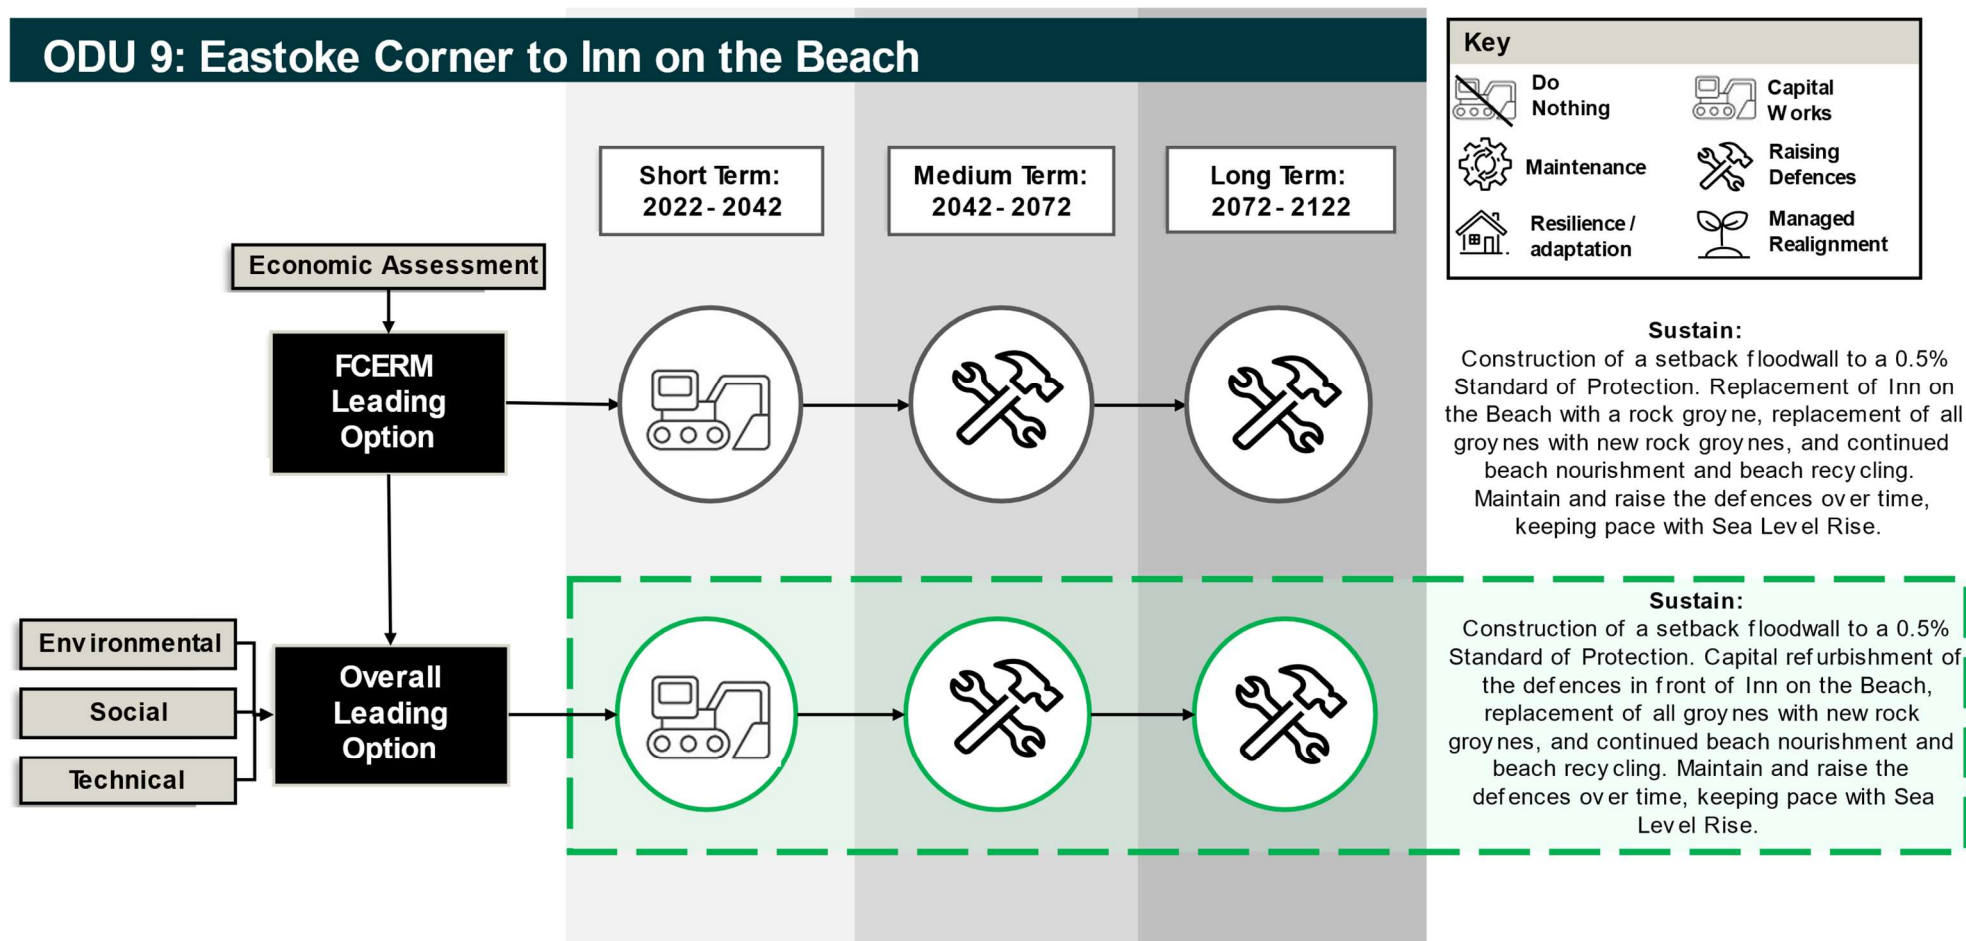 ODU 9: Eastoke Corner to Inn on the Beach
Key
Do
Nothing
Capital
Works
Maintenance
Raising
Defences
Resilience /
adaptation
Managed
Realignment
Short Term:
2022 - 2042
Medium Term:
2042 - 2072
Long Term:
2072 - 2122
Economic Assessment
FCERM
Leading
Option
Sustain:
Construction of a setback floodwall to a 0.5%
Standard of Protection. Replacement of Inn on
the Beach with a rock groyne, replacement of all
groynes with new rock groynes, and continued
beach nourishment and beach recycling.
Maintain and raise the defences over time,
keeping pace with Sea Level Rise.
Environmental
Social
Technical
Overall
Leading
Option
Sustain:
Construction of a setback floodwall to a 0.5%
Standard of Protection. Capital refurbishment of
the defences in front of Inn on the Beach,
replacement of all groynes with new rock
groynes, and continued beach nourishment and
beach recycling. Maintain and raise the
defences over time, keeping pace with Sea
Level Rise.